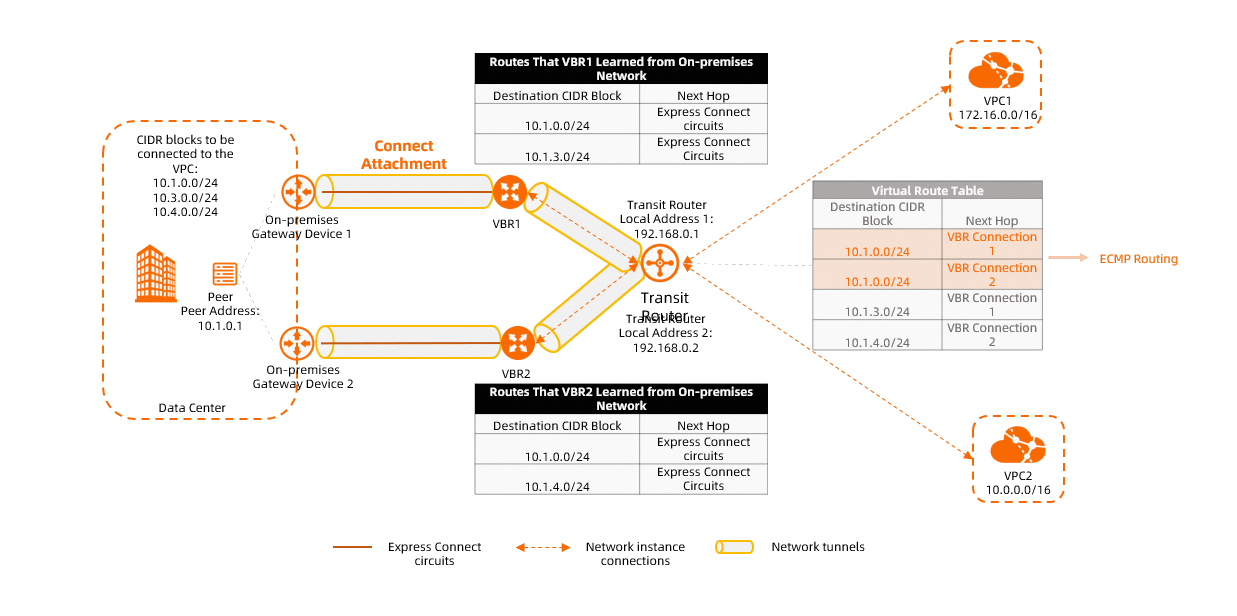 Routes That VBR1 Learned from On-premises
Network
Destination CIDR Block
Next Hop
10.1.0.0/24
Express Connect
circuits
10.1.3.0/24
Express Connect
Circuits
VPC1
172.16.0.0/16
CIDR blocks to be
connected to the
VPC:
10.1.0.0/24
10.3.0.0/24
10.4.0.0/24
Connect
Attachment
On-premises
Gateway Device 1
VBR1
Transit Router
Local Address 1:
192.168.0.1
Virtual Route Table
Destination CIDR
Block
Next Hop
10.1.0.0/24
VBR Connection
1
10.1.0.0/24
VBR Connection
2
10.1.3.0/24
VBR Connection
1
10.1.4.0/24
VBR Connection
2
ECMP Routing
Peer
Peer Address:
10.1.0.1
Transit
Router
Transit Router
Local Address 2:
192.168.0.2
On-premises
Gateway Device 2
VBR2
Data Center
Routes That VBR2 Learned from On-premises
Network
Destination CIDR Block
Next Hop
10.1.0.0/24
Express Connect
circuits
10.1.4.0/24
Express Connect
Circuits
VPC2
10.0.0.0/16
Express Connect
circuits
Network instance
connections
Network tunnels